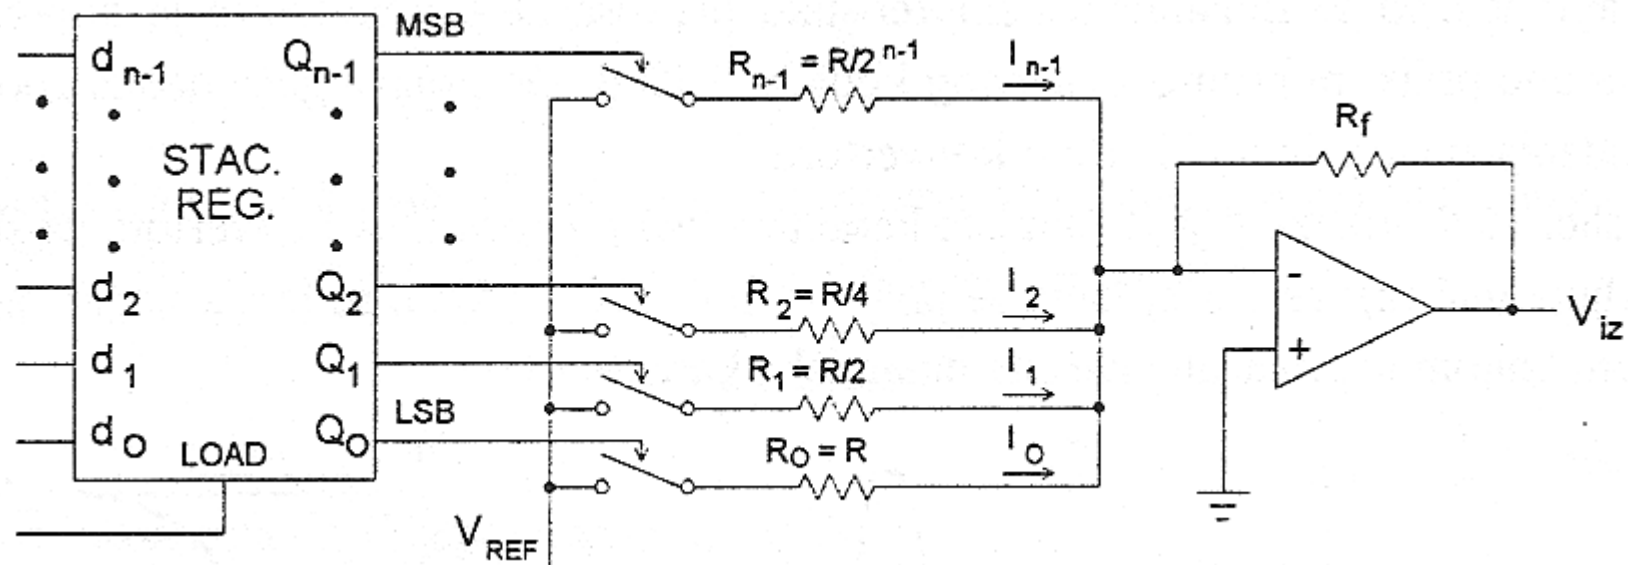 MSB
d n-1
Q n-1
R n-1 = R/2 n-1
I n-1
STAC.
REG.
R f
d 2
Q 2
R 2 = R/4
I 2
V iz
-
+
d 1
Q 1
R 1 = R/2
I 1
LSB
d O
LOAD
Q O
R O = R
I O
V REF